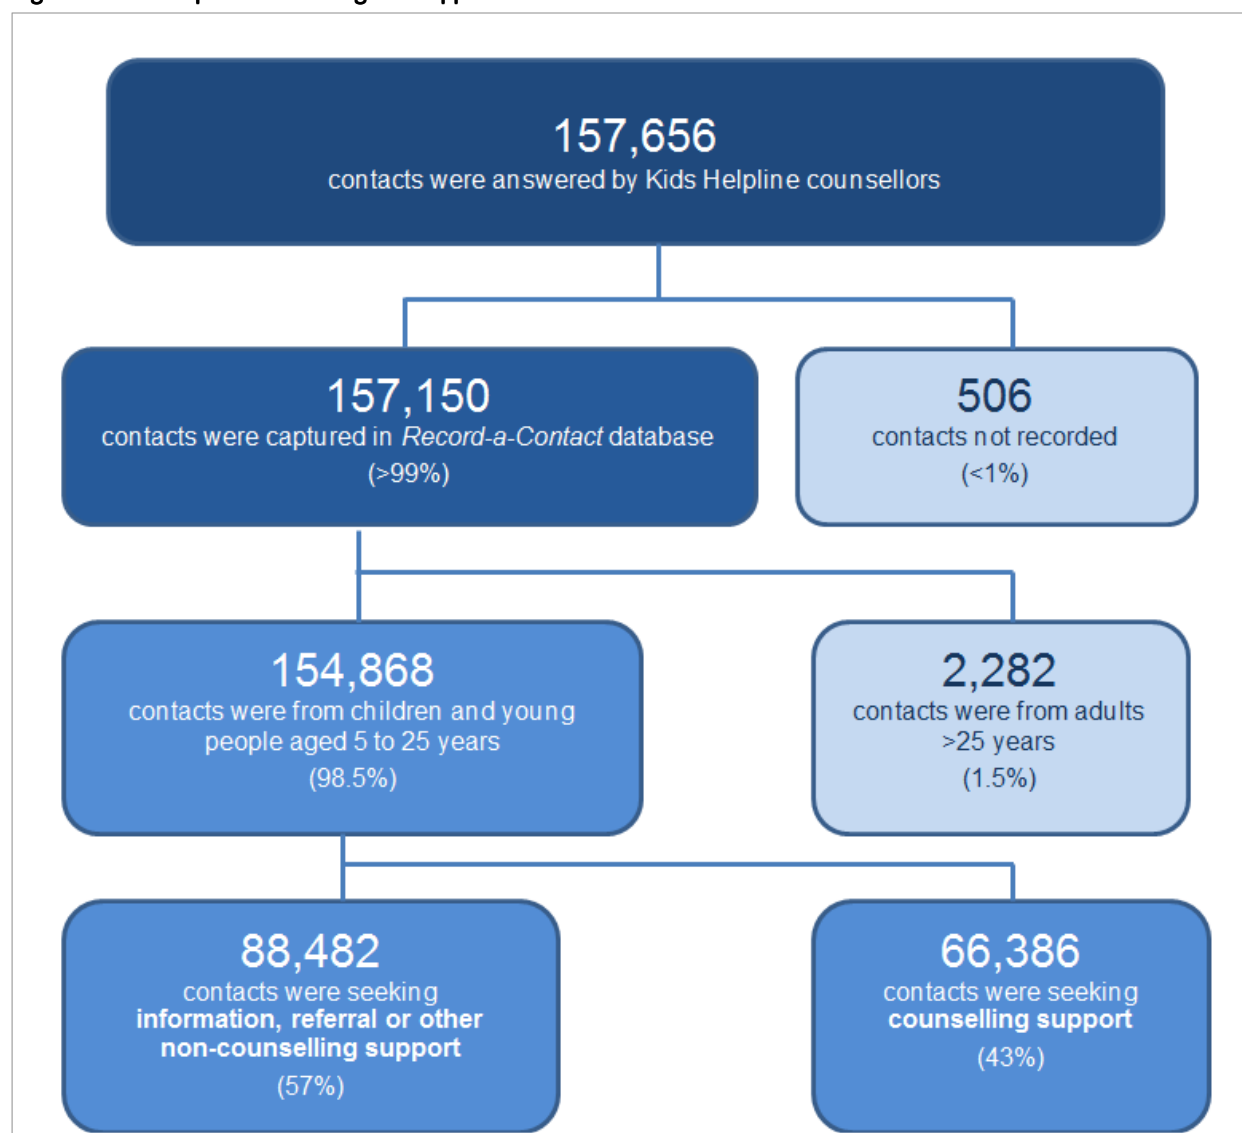 157,656
contacts were answered by Kids Helpline counsellors
157,150
contacts were captured in Record-a-Contact database
(>99%)
506
contacts not recorded
(<1%)
154,868
contacts were from children and young
people aged 5 to 25 years
(98.5%)
2,282
contacts were from adults
>25 years
(1.5%)
88,482
contacts were seeking
information, referral or other
non-counselling support
(57%)
66,386
contacts were seeking
counselling support
(43%)